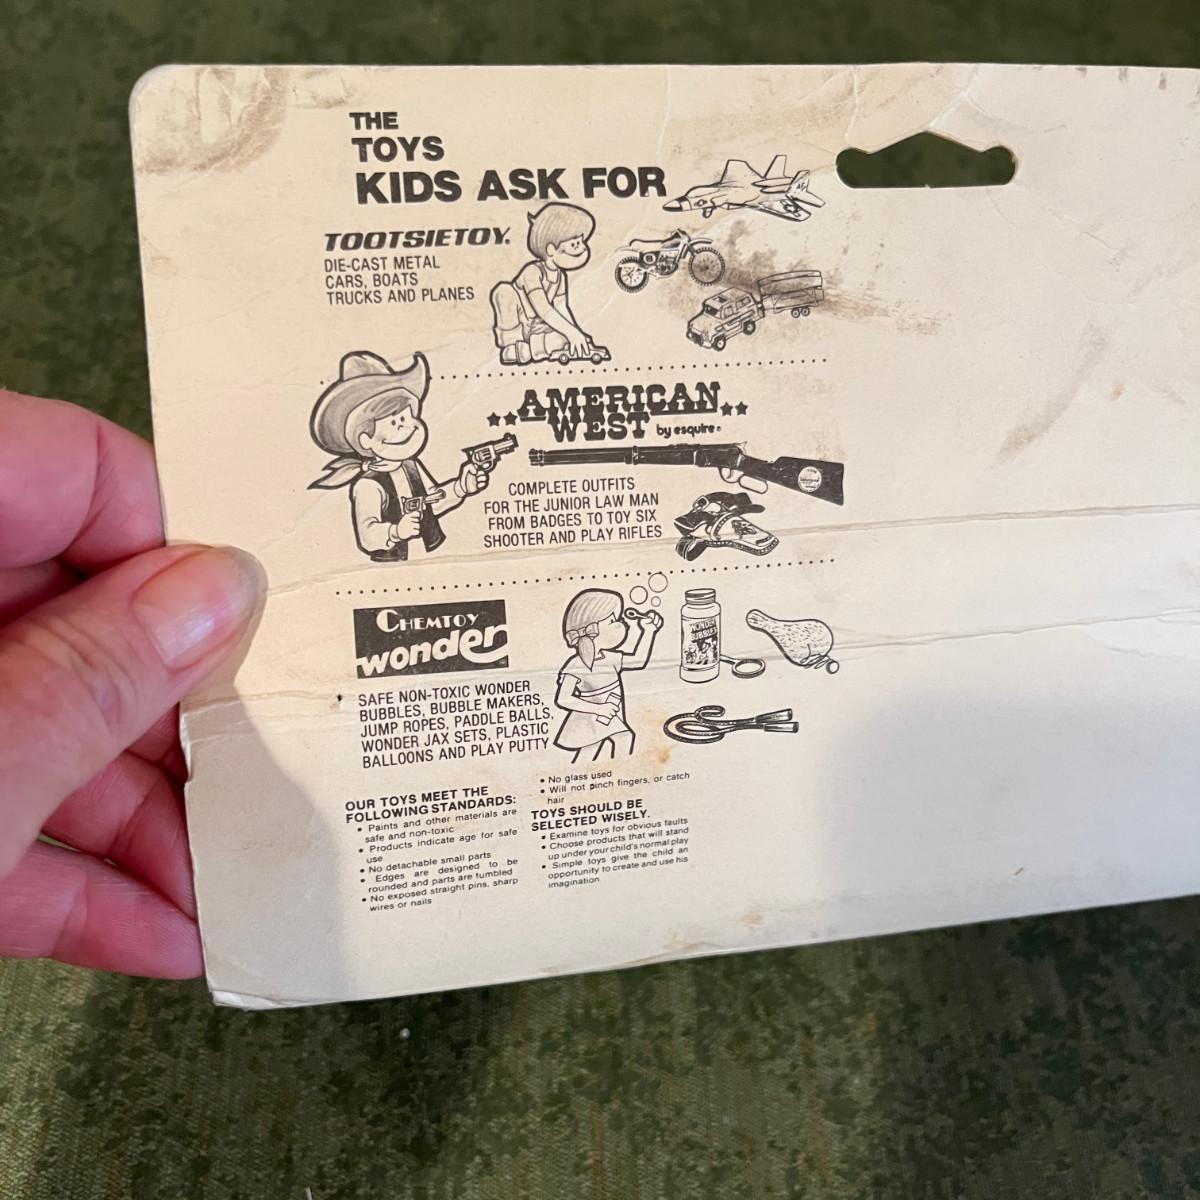 THE
TOYS
KIDS ASK FOR
TOOTSIETOY.
DIE-CAST METAL
CARS, BOATS
TRUCKS AND PLANES
AMERICAN
WEST by esquire
COMPLETE OUTFITS
FOR THE JUNIOR LAW MAN
FROM BADGES TO TOY SIX
SHOOTER AND PLAY RIFLES
CHEMTOY
wonder
WONDER
BUBBLES
SAFE NON-TOXIC WONDER
BUBBLES, BUBBLE MAKERS,
JUMP ROPES, PADDLE BALLS,
WONDER JAX SETS, PLASTIC
BALLOONS AND PLAY PUTTY
OUR TOYS MEET THE
FOLLOWING STANDARDS:
• Paints and other materials are
safe and non-toxic
• Products indicate age for safe
use
• No detachable small parts
• Edges are designed to be
rounded and parts are tumbled
• No exposed straight pins, sharp
wires or nails
• No glass used
• Will not pinch fingers, or catch
hair
TOYS SHOULD BE
SELECTED WISELY.
• Examine toys for obvious faults
• Choose products that will stand
up under your child's normal play
• Simple toys give the child an
opportunity to create and use his
imagination